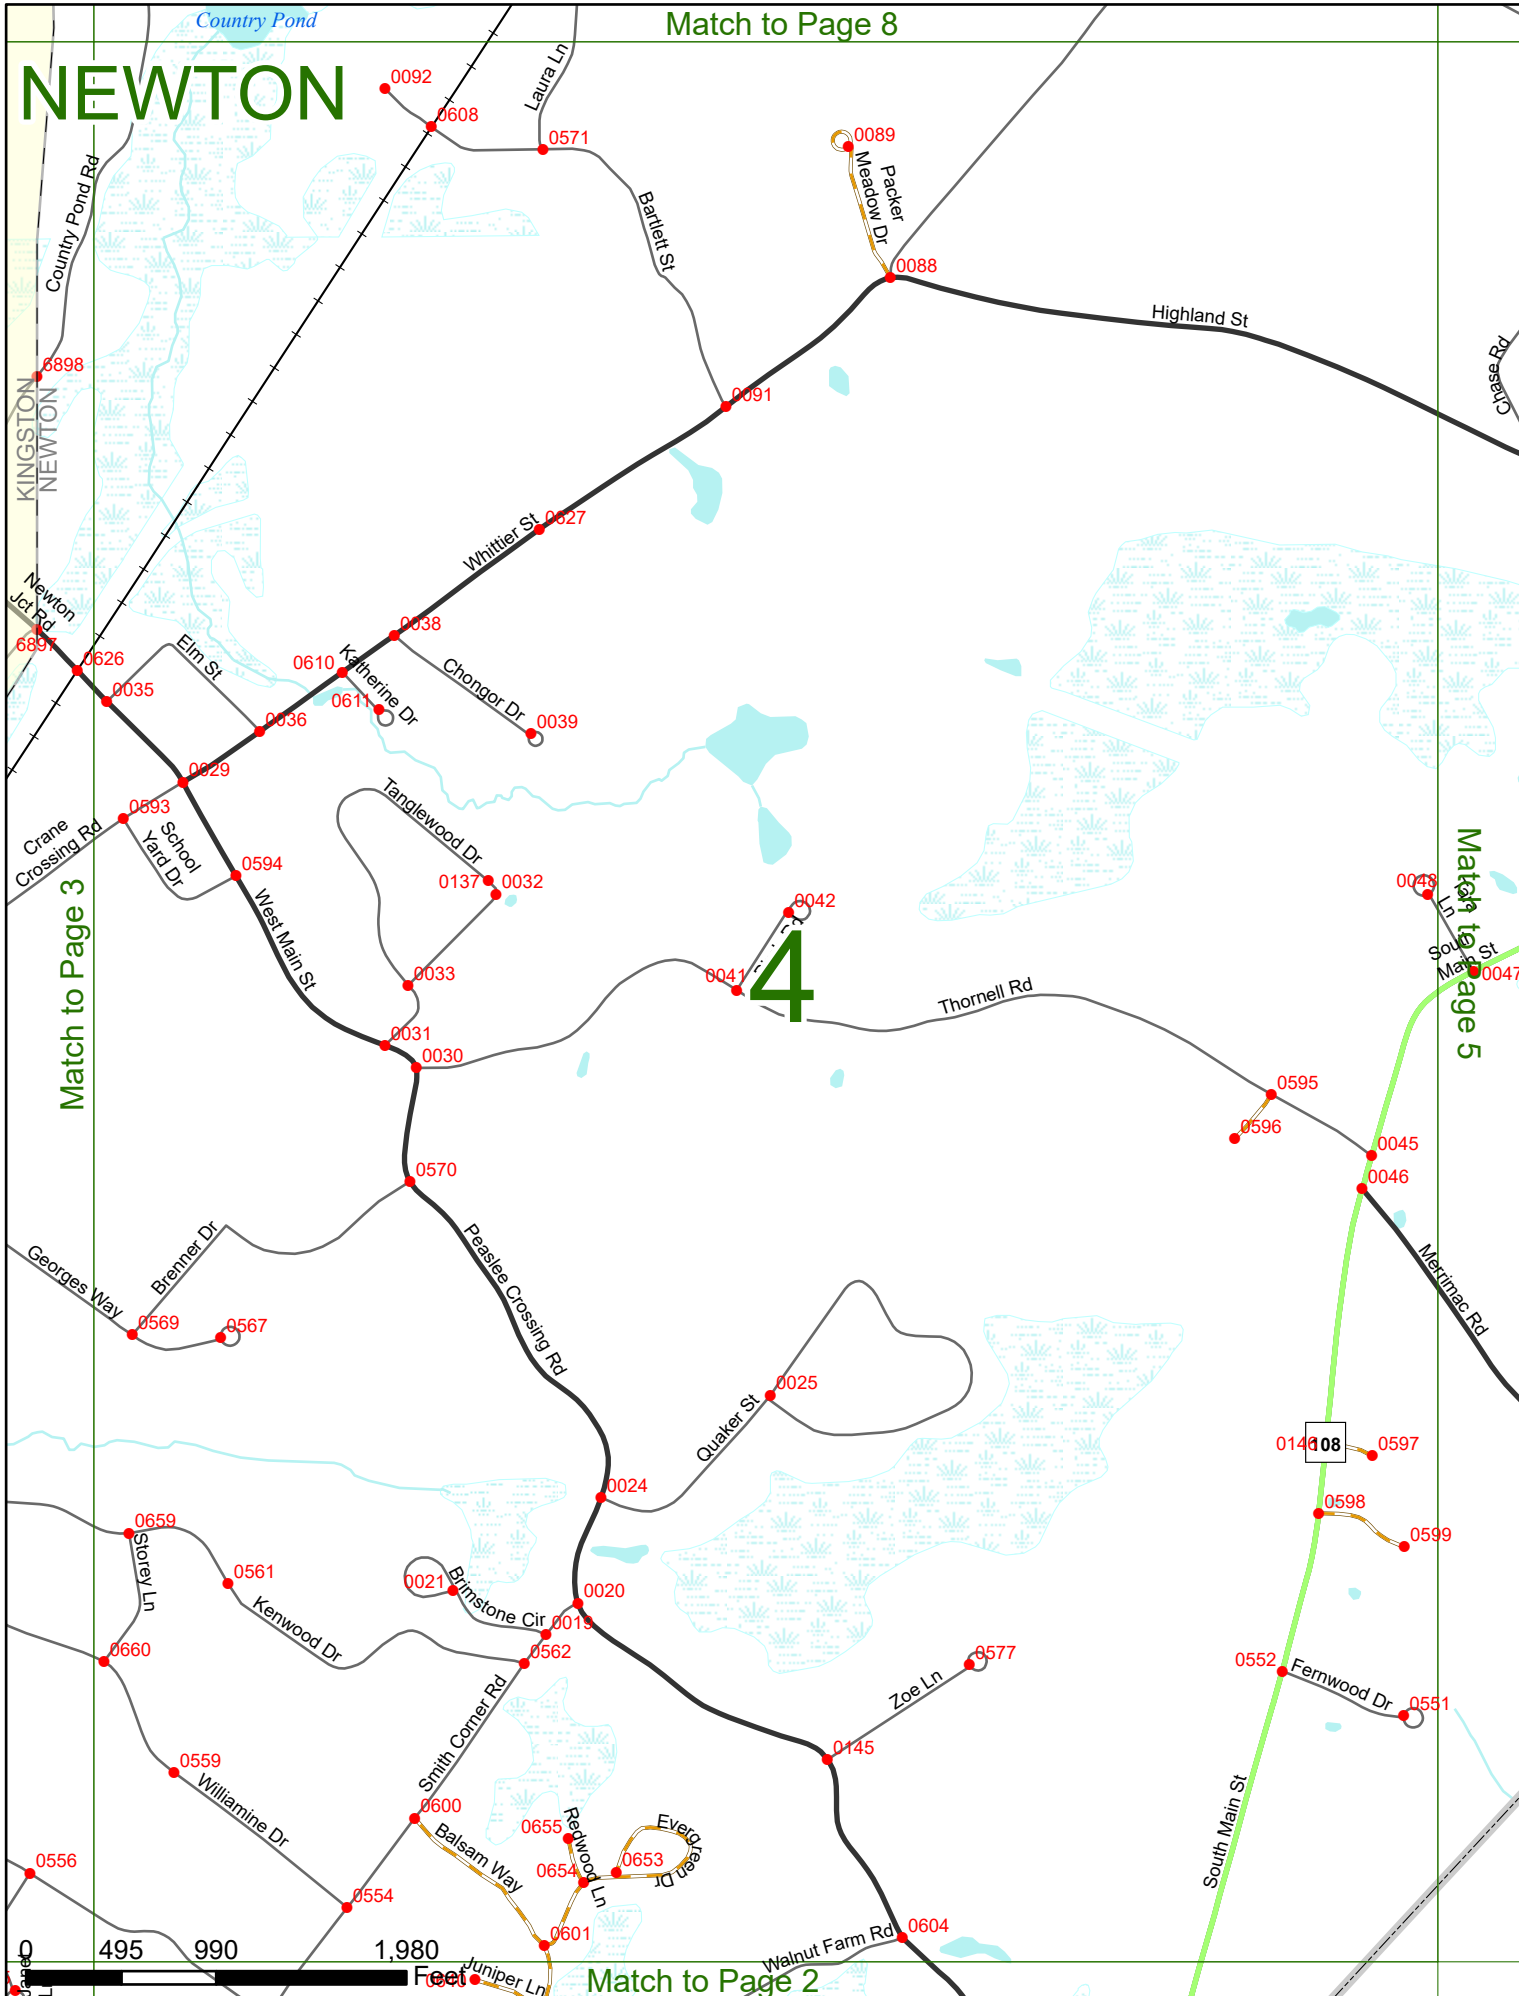 Country Pond
Match to Page 8
NEWTON
0092
0608
Laura Ln
0571
0089
Packer
Meadow Dr
Country Pond Rd
Bartlett St
0088
Highland St
Chase Rd
6898
KINGSTON
NEWTON
0091
Whittier St
0627
Newton
Jct Rd
6897
0626
0035
Elm St
0038
0610
Katherine Dr
0611
Chongor Dr
0039
0036
0029
0593
Crane
Crossing Rd
School
Yard Dr
0594
Tanglewood Dr
0137
0032
Match to Page 3
West Main St
0042
0041
4
0033
0031
0030
Thornell Rd
0048
Tara
Ln
South
Main St
0047
Match to Page 5
0595
0596
0045
0046
0570
Brenner Dr
Georges Way
0569
0567
Peaslee Crossing Rd
Merrimac Rd
0025
Quaker St
0146
108
0597
0024
0598
0599
0659
Storey Ln
0561
Kenwood Dr
0021
Brimstone Cir
0020
0019
0562
0660
0577
Zoe Ln
0552
Fernwood Dr
0551
Smith Corner Rd
0145
0559
Williamine Dr
0600
Balsam Way
0655
Redwood Ln
0654
0653
Evergreen Dr
South Main St
0556
0554
0601
0604
Walnut Farm Rd
0 495 990 1,980
Feet
0640
Juniper Ln
Janet
Match to Page 2